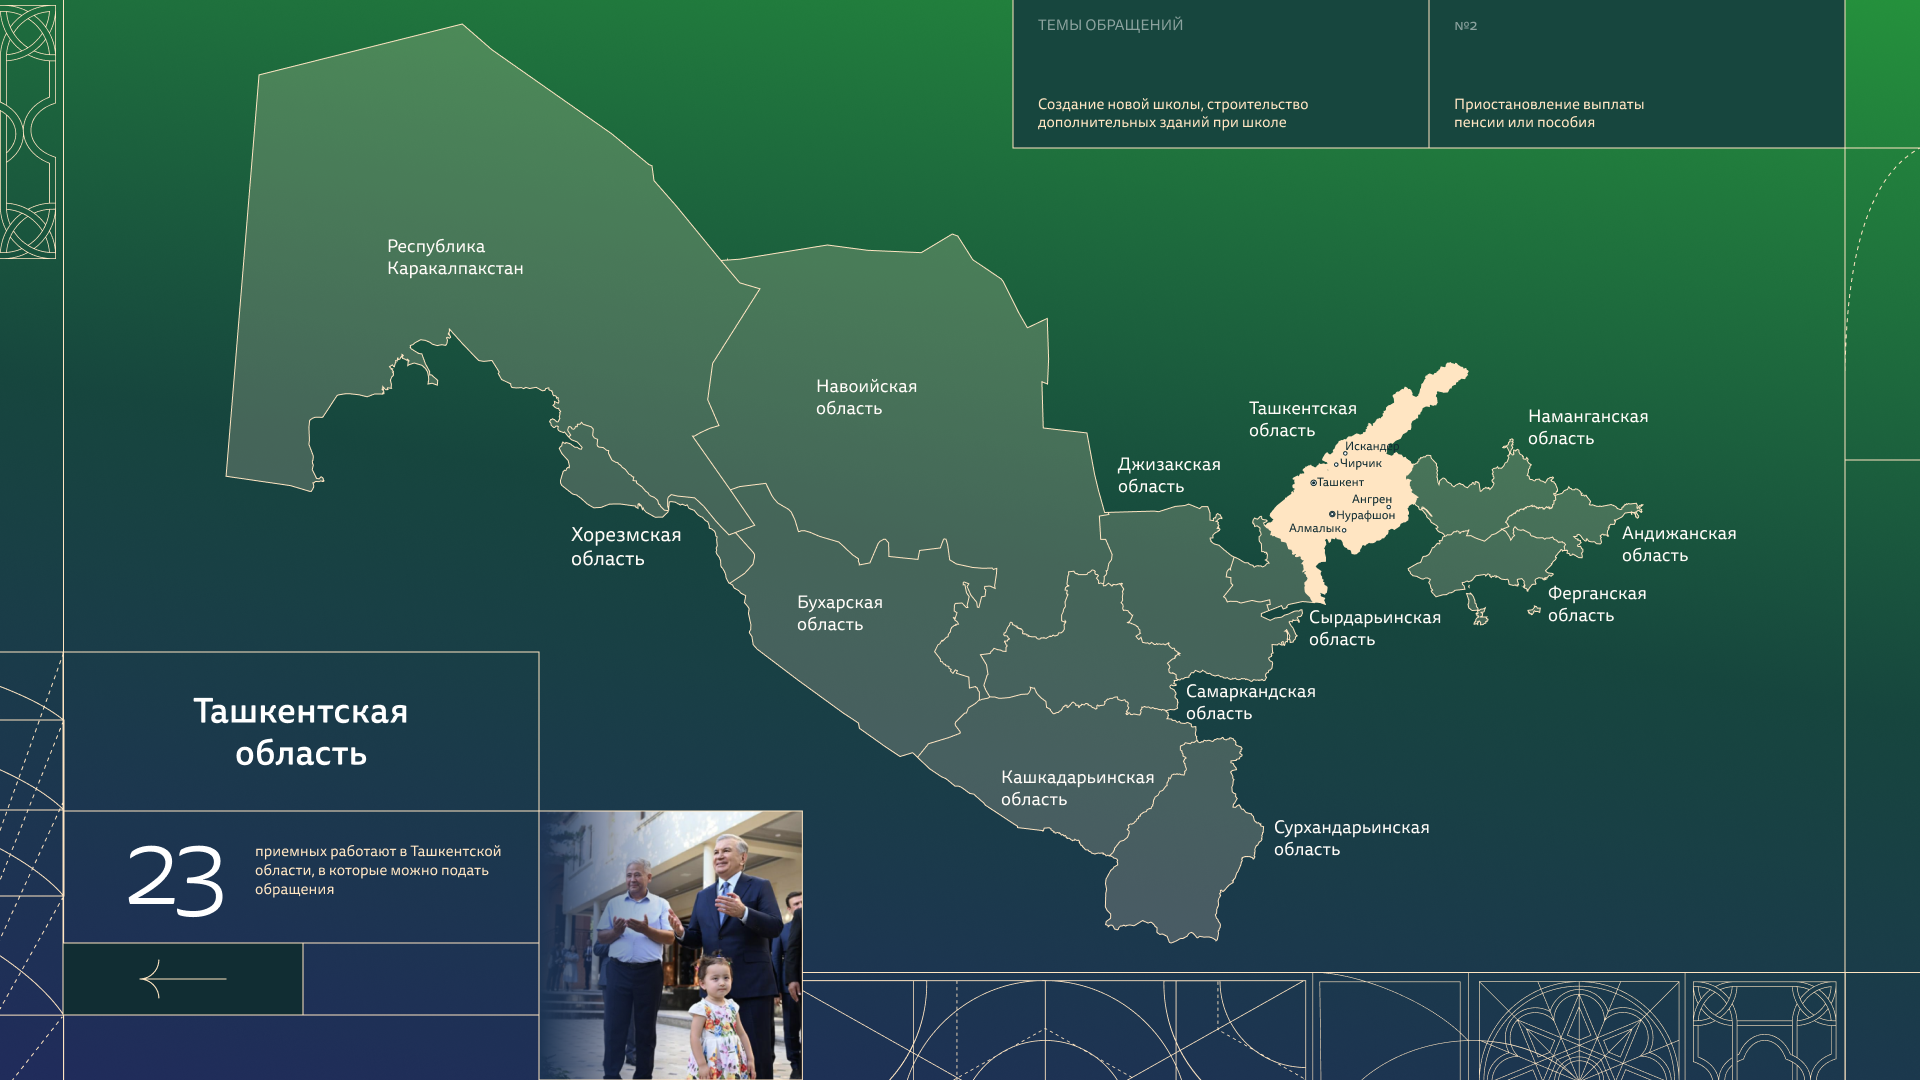 ТЕМЫ ОБРАЩЕНИЙ
№2
Создание новой школы, строительство
дополнительных зданий при школе
Приостановление выплаты
пенсии или пособия
Республика
Каракалпакстан
Навоийская
область
Ташкентская
область
Наманганская
область
Искандер
Чирчик
Джизакская
область
Ташкент
Ангрен
Нурафшон
Алмалык
Хорезмская
область
Андижанская
область
Бухарская
область
Ферганская
область
Сырдарьинская
область
Самаркандская
область
Кашкадарьинская
область
Сурхандарьинская
область
Ташкентская
область
23
приемных работают в Ташкентской
области, в которые можно подать
обращения